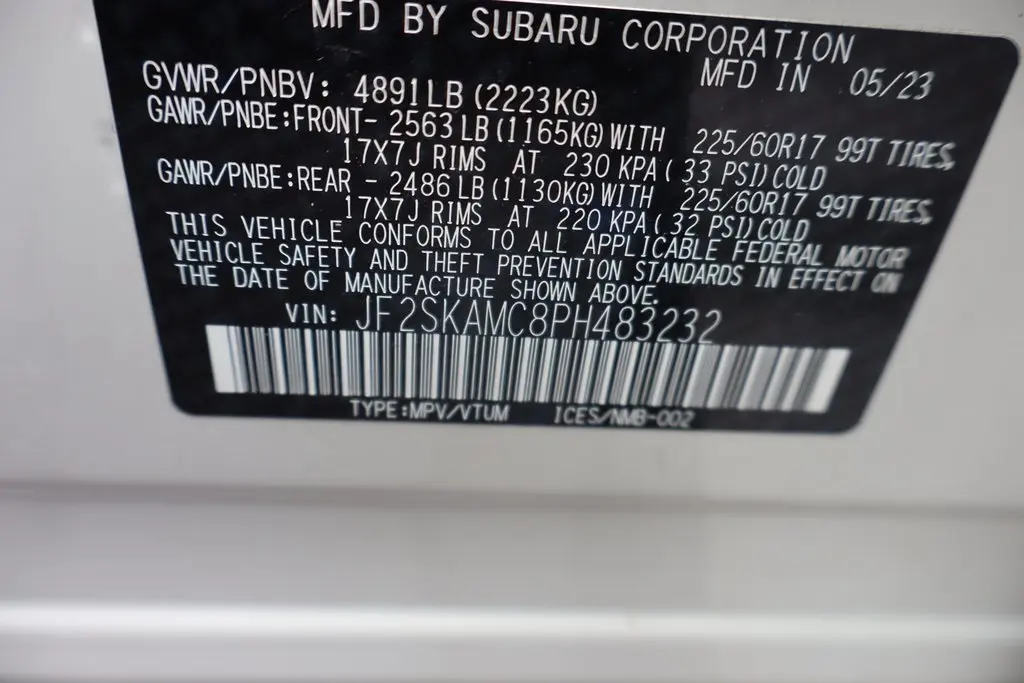 MFD BY SUBARU CORPORATION
MFD IN 05/23
GVWR/PNBV: 4891LB (2223KG)
GAWR/PNBE:FRONT- 2563 LB (1165KG) WITH 225/60R17 99T TIRES,
17X7J RIMS AT 230 KPA ( 33 PSI) COLD
GAWR/PNBE:REAR - 2486 LB (1130KG) WITH 225/60R17 99T TIRES,
17X7J RIMS AT 220 KPA ( 32 PSI) COLD
THIS VEHICLE CONFORMS TO ALL APPLICABLE FEDERAL MOTOR
VEHICLE SAFETY AND THEFT PREVENTION STANDARDS IN EFFECT ON
THE DATE OF MANUFACTURE SHOWN ABOVE.
VIN: JF2SKAMC8PH483232
TYPE:MPV/VTUM ICES/NMB-002